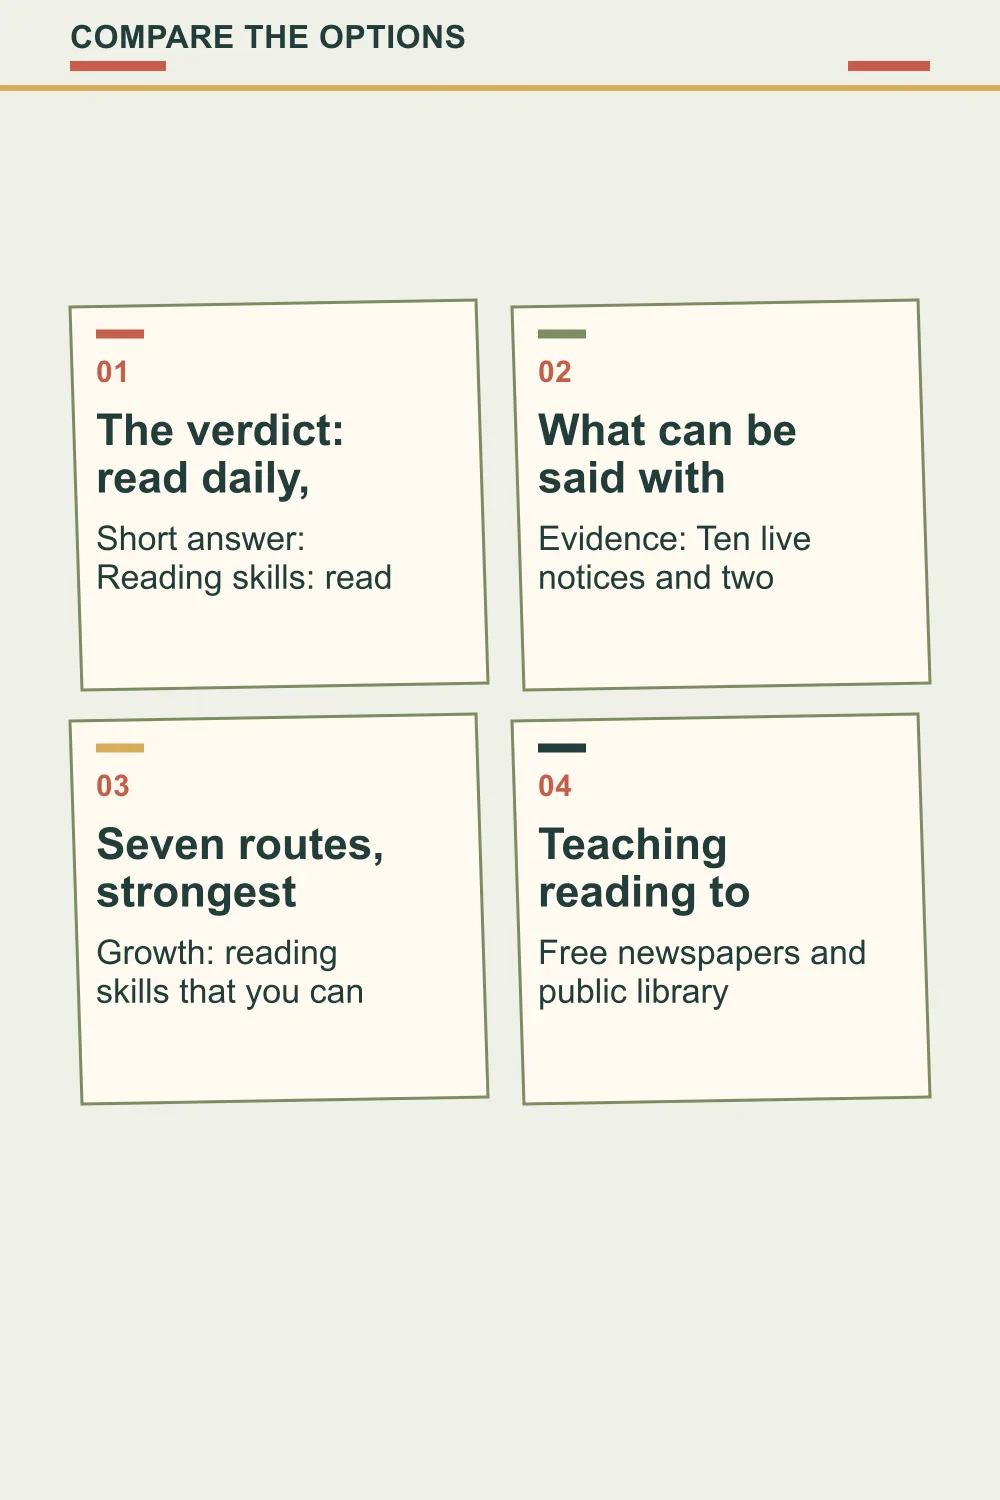 COMPARE THE OPTIONS
01
The verdict:
read daily,
Short answer:
Reading skills: read
02
What can be
said with
Evidence: Ten live
notices and two
03
Seven routes,
strongest
Growth: reading
skills that you can
04
Teaching
reading to
Free newspapers and
public library